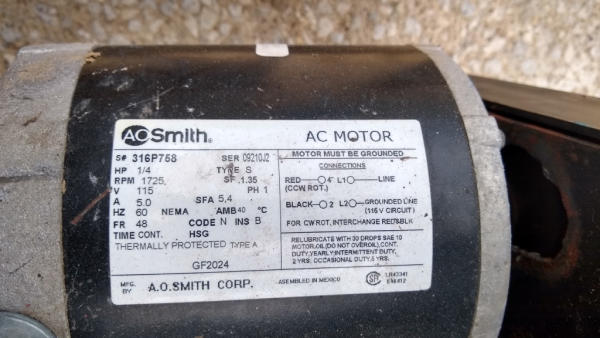 AO Smith®
AC MOTOR
S# 316P758 SER 09210J2
HP 1/4 TYPE S
RPM 1725 SF 1.35
V 115 PH 1
A 5.0 SFA 5.4
HZ 60 NEMA AMB 40 °C
FR 48 CODE N INS B
TIME CONT. HSG
THERMALLY PROTECTED TYPE A
GF2024
MOTOR MUST BE GROUNDED
CONNECTIONS
RED 4 L1 LINE
(CCW ROT.)
BLACK 2 L2 GROUNDED LINE
(115 V CIRCUIT)
FOR CW ROT, INTERCHANGE RED&BLK
RELUBRICATE WITH 30 DROPS SAE 10
MOTOR OIL (DO NOT OVEROIL) CONT.
DUTY, YEARLY; INTERMITTENT DUTY,
2 YRS; OCCASIONAL DUTY, 5 YRS.
MFG. BY A.O.SMITH CORP.
ASEMBLED IN MEXICO